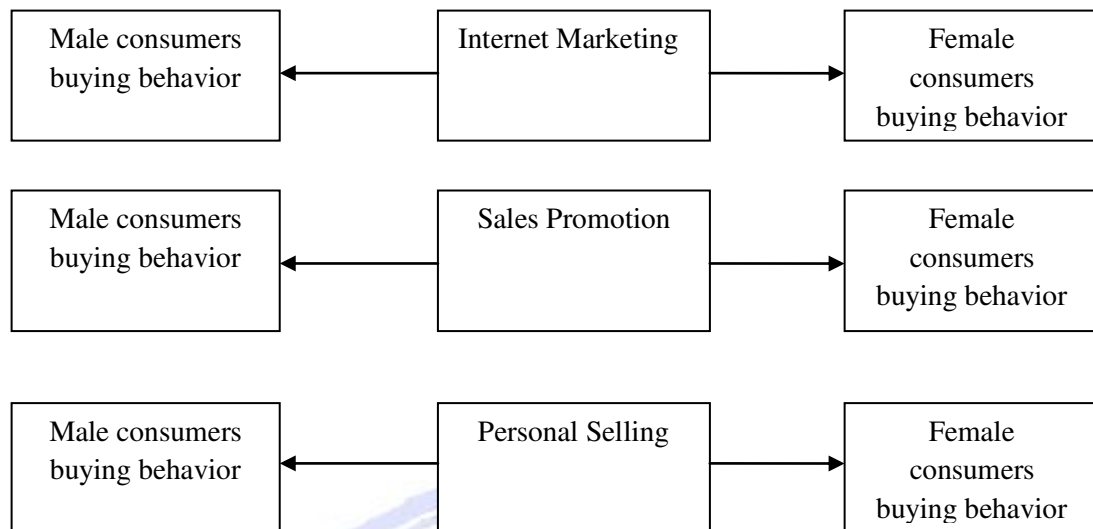 Male consumers
buying behavior
Internet Marketing
Female
consumers
buying behavior
Male consumers
buying behavior
Sales Promotion
Female
consumers
buying behavior
Male consumers
buying behavior
Personal Selling
Female
consumers
buying behavior